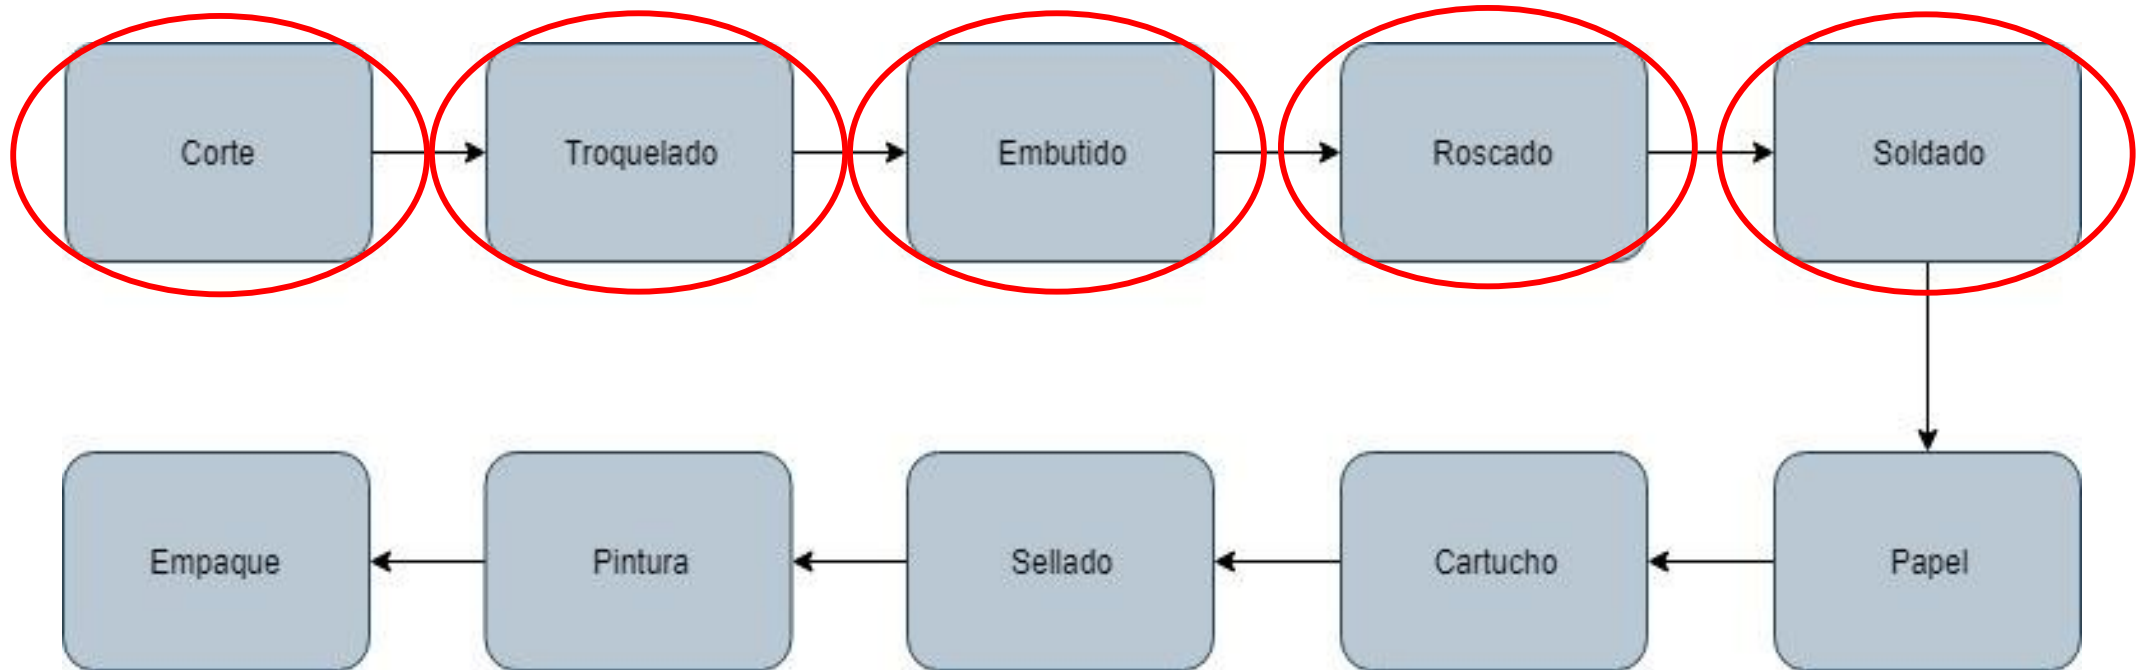 Corte
Troquelado
Embutido
Roscado
Soldado
Papel
Cartucho
Sellado
Pintura
Empaque